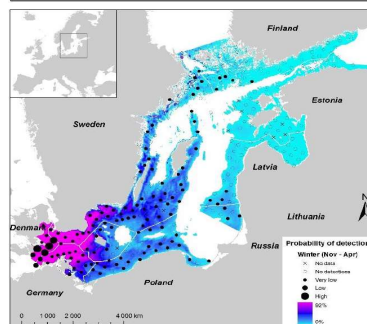 Finland
Estonia
Sweden
Latvia
Denmark
Lithuania
Russia
Germany
Poland
Probability of detection
Winter (Nov - Apr)
No data
No detections
Very low
Low
High
92%
0%
0 1 000 2 000 4 000 km